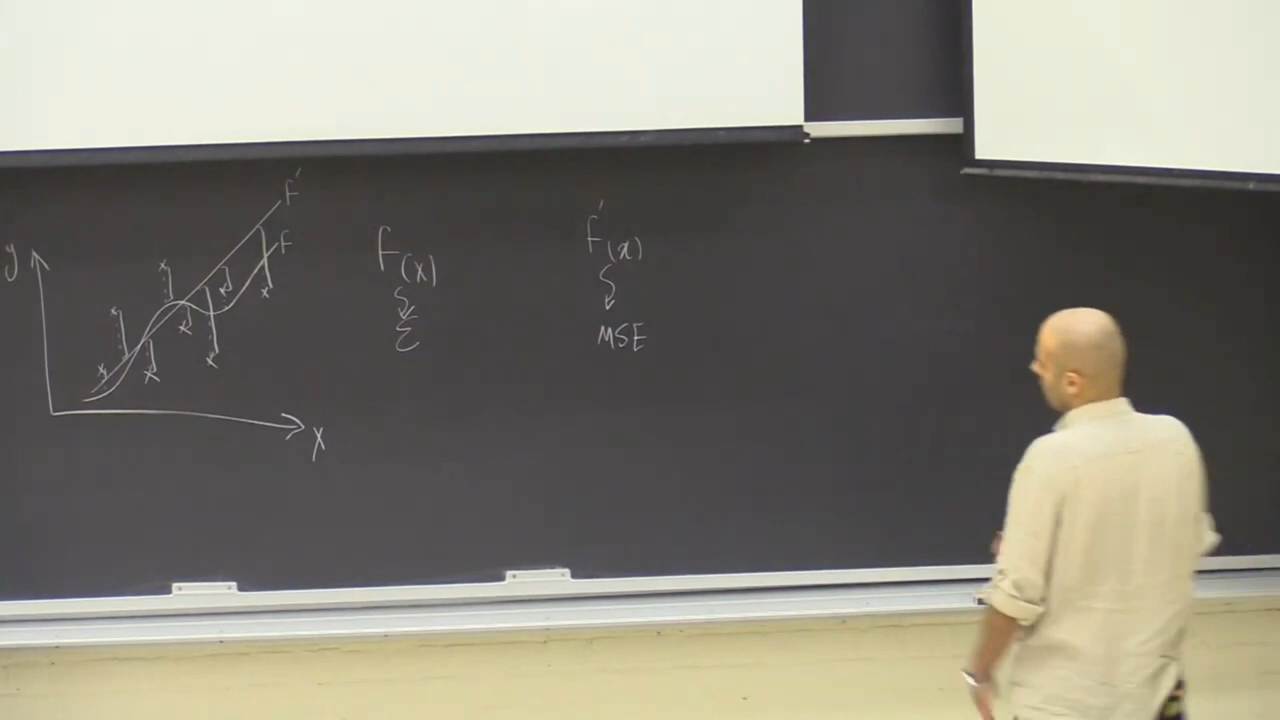 F'
F
y
x x x x x x x x
X
F(x)
ε
F'(x)
MSE